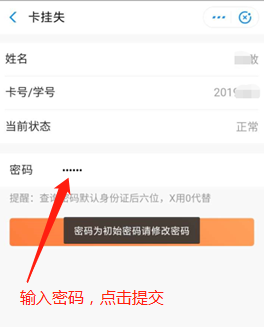 卡挂失
姓名
卡号/学号 201
当前状态 正常
密码 ••••••
提醒：查询密码默认身份证后六位，X用0代替
密码为初始密码请修改密码
输入密码，点击提交